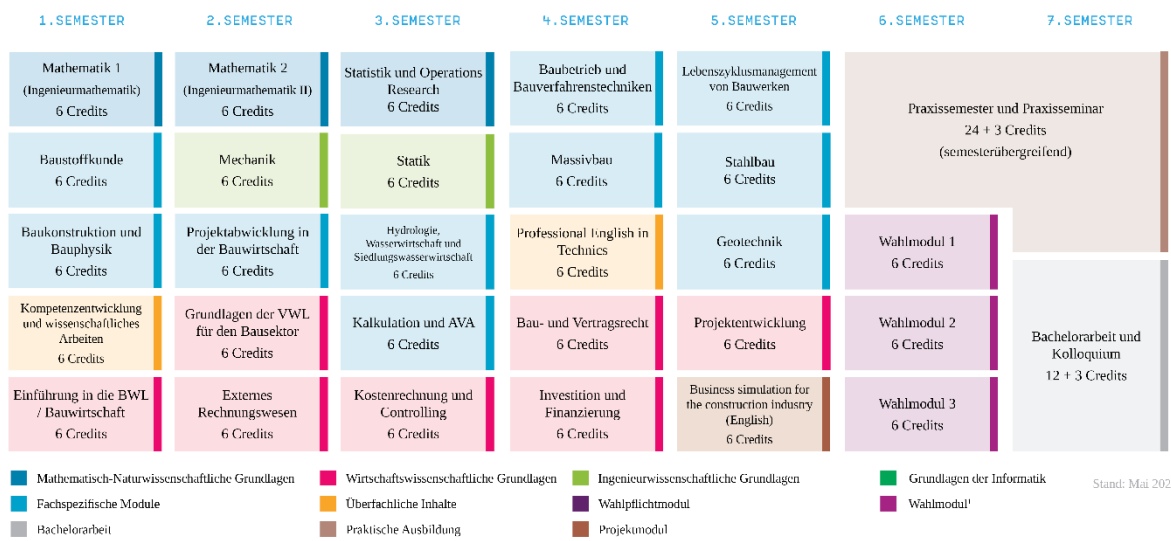 1.SEMESTER
2.SEMESTER
3.SEMESTER
4.SEMESTER
5.SEMESTER
6.SEMESTER
7.SEMESTER
Mathematik 1
(Ingenieurmathematik)
6 Credits
Mathematik 2
(Ingenieurmathematik II)
6 Credits
Statistik und Operations
Research
6 Credits
Baubetrieb und
Bauverfahrenstechniken
6 Credits
Lebenszyklusmanagement
von Bauwerken
6 Credits
Praxissemester und Praxisseminar
24 + 3 Credits
(semesterübergreifend)
Baustoffkunde
6 Credits
Mechanik
6 Credits
Statik
6 Credits
Massivbau
6 Credits
Stahlbau
6 Credits
Baukonstruktion und
Bauphysik
6 Credits
Projektabwicklung in
der Bauwirtschaft
6 Credits
Hydrologie,
Wasserwirtschaft und
Siedlungswasserwirtschaft
6 Credits
Professional English in
Technics
6 Credits
Geotechnik
6 Credits
Wahlmodul 1
6 Credits
Kompetenzentwicklung
und wissenschaftliches
Arbeiten
6 Credits
Grundlagen der VWL
für den Bausektor
6 Credits
Kalkulation und AVA
6 Credits
Bau- und Vertragsrecht
6 Credits
Projektentwicklung
6 Credits
Wahlmodul 2
6 Credits
Bachelorarbeit und
Kolloquium
12 + 3 Credits
Einführung in die BWL
/ Bauwirtschaft
6 Credits
Externes
Rechnungswesen
6 Credits
Kostenrechnung und
Controlling
6 Credits
Investition und
Finanzierung
6 Credits
Business simulation for
the construction industry
(English)
6 Credits
Wahlmodul 3
6 Credits
Mathematisch-Naturwissenschaftliche Grundlagen
Wirtschaftswissenschaftliche Grundlagen
Ingenieurwissenschaftliche Grundlagen
Grundlagen der Informatik
Fachspezifische Module
Überfachliche Inhalte
Wahlpflichtmodul
Wahlmodul¹
Bachelorarbeit
Praktische Ausbildung
Projektmodul
Stand: Mai 202